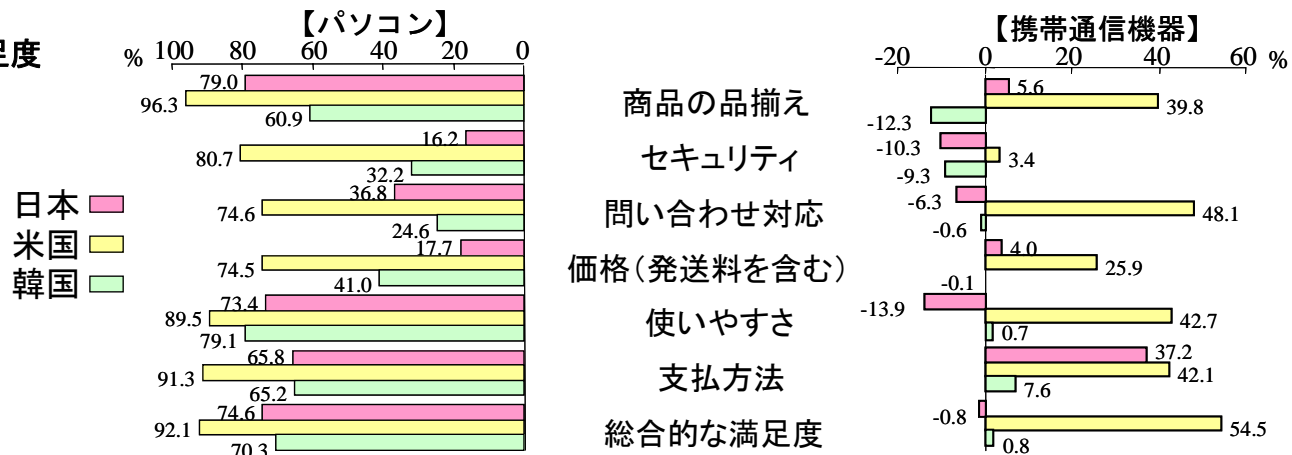 【パソコン】
【携帯通信機器】
足度
% 100 80 60 40 20 0
-20 0 20 40 60 %
79.0
96.3
60.9
商品の品揃え
5.6
39.8
-12.3
16.2
80.7
32.2
セキュリティ
-10.3
3.4
-9.3
36.8
74.6
24.6
問い合わせ対応
-6.3
48.1
-0.6
日本
米国
韓国
17.7
74.5
41.0
価格(発送料を含む)
4.0
25.9
-0.1
73.4
89.5
79.1
使いやすさ
-13.9
42.7
0.7
65.8
91.3
65.2
支払方法
37.2
42.1
7.6
74.6
92.1
70.3
総合的な満足度
-0.8
54.5
0.8